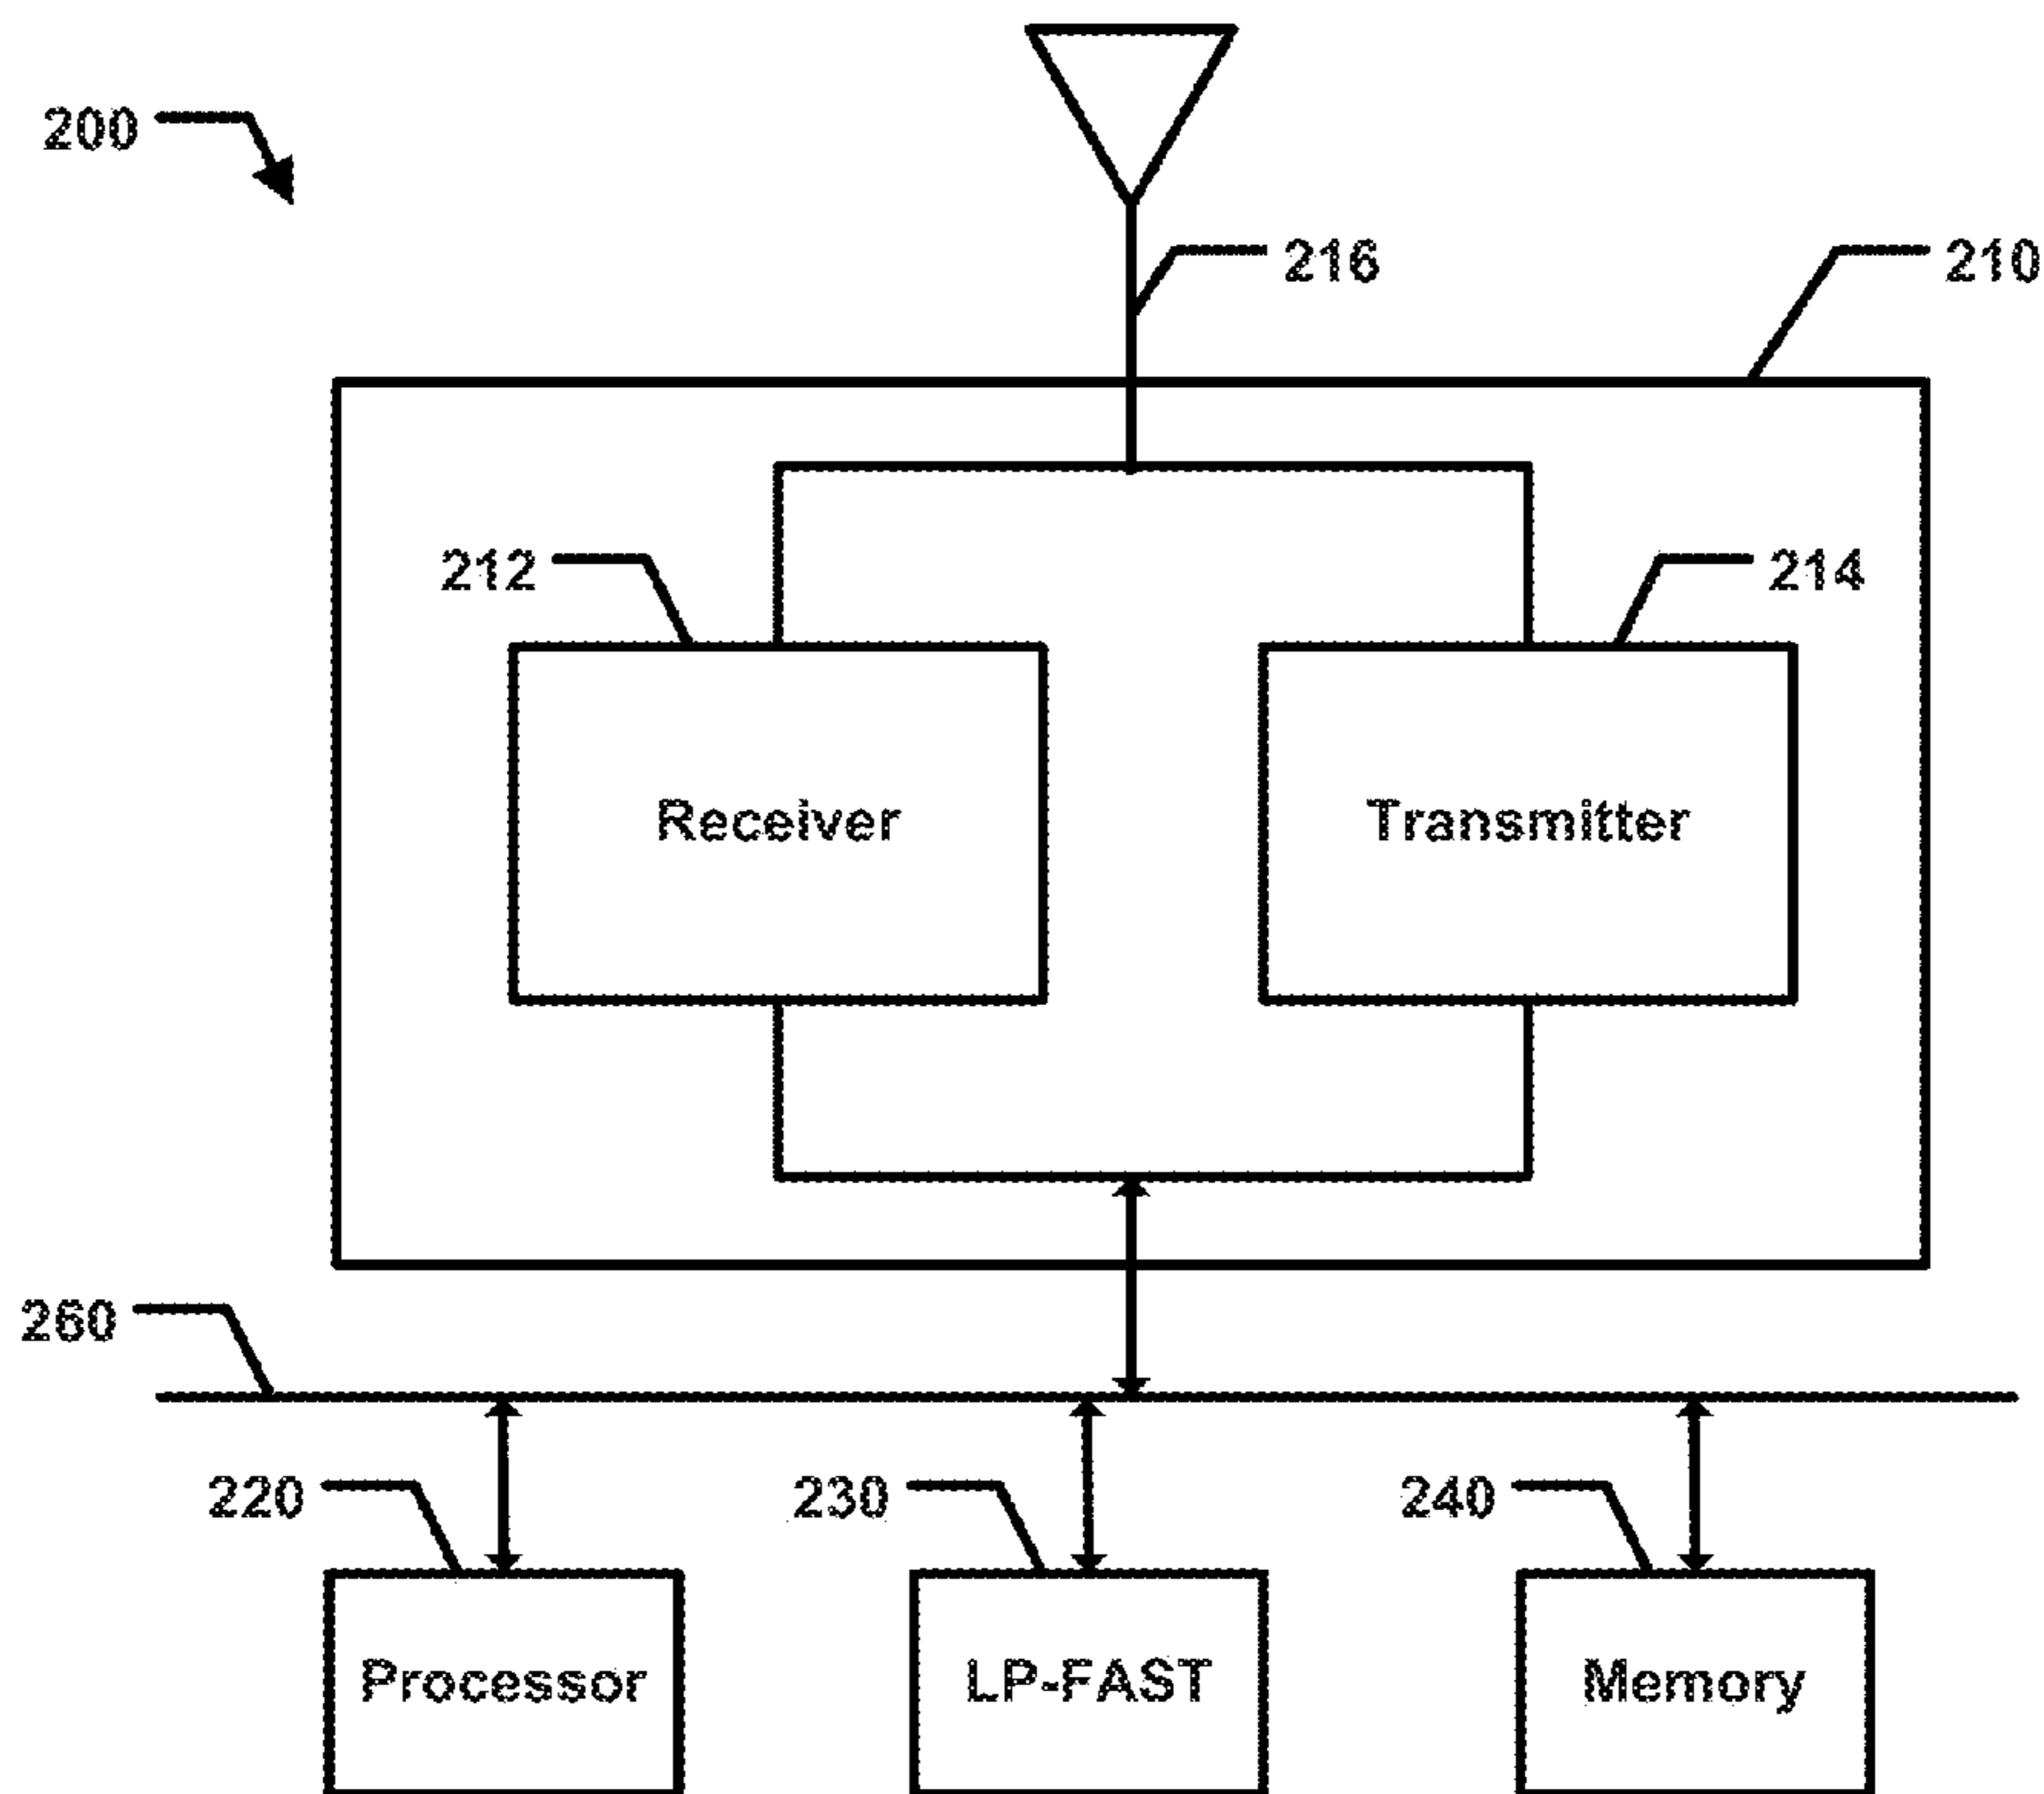 200
216
210
212
214
Receiver
Transmitter
260
220
230
240
Processor
LP-FAST
Memory